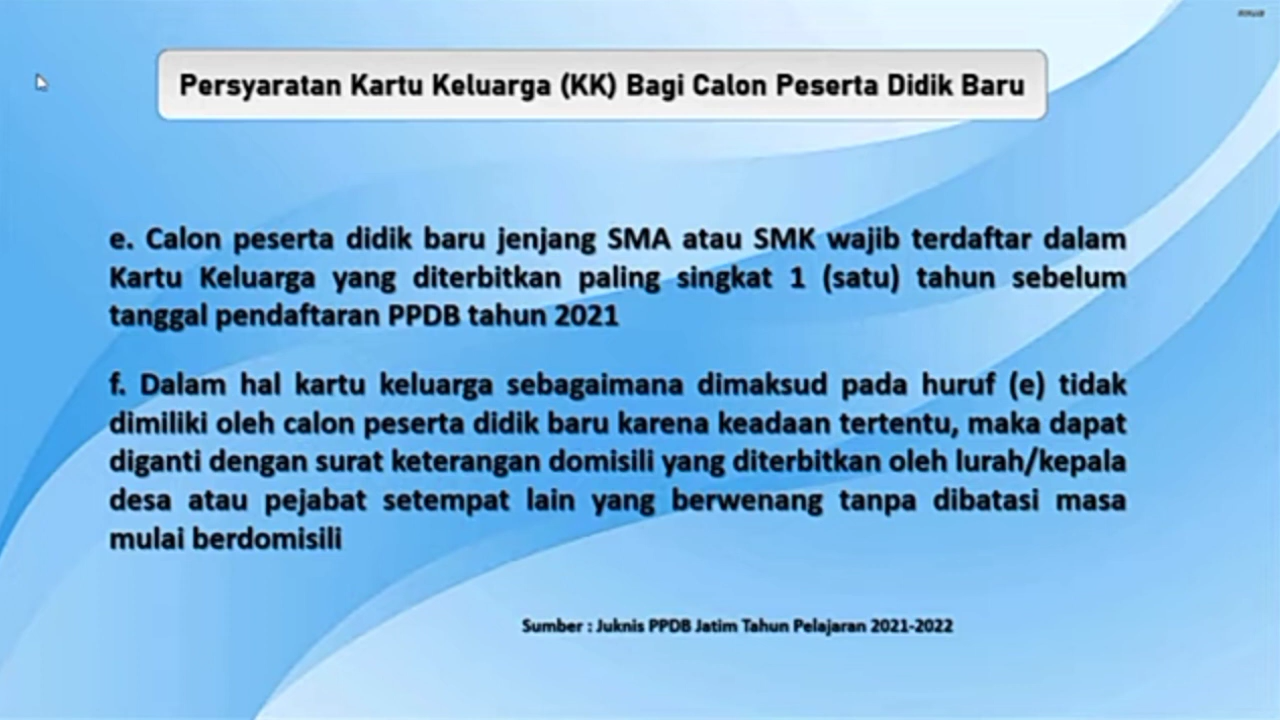 Persyaratan Kartu Keluarga (KK) Bagi Calon Peserta Didik Baru
e. Calon peserta didik baru jenjang SMA atau SMK wajib terdaftar dalam
Kartu Keluarga yang diterbitkan paling singkat 1 (satu) tahun sebelum
tanggal pendaftaran PPDB tahun 2021
f. Dalam hal kartu keluarga sebagaimana dimaksud pada huruf (e) tidak
dimiliki oleh calon peserta didik baru karena keadaan tertentu, maka dapat
diganti dengan surat keterangan domisili yang diterbitkan oleh lurah/kepala
desa atau pejabat setempat lain yang berwenang tanpa dibatasi masa
mulai berdomisili
Sumber : Juknis PPDB Jatim Tahun Pelajaran 2021-2022